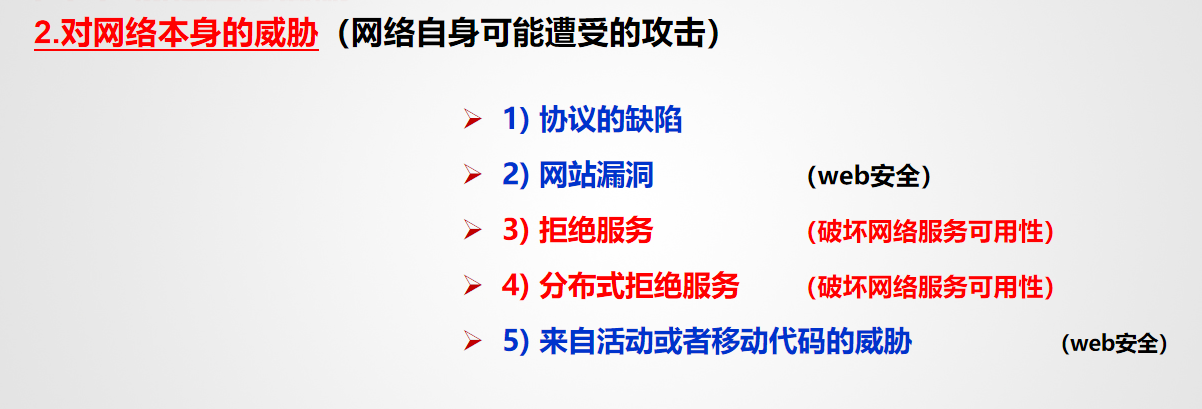 2.对网络本身的威胁（网络自身可能遭受的攻击）
➢ 1) 协议的缺陷
➢ 2) 网站漏洞 （web安全）
➢ 3) 拒绝服务 （破坏网络服务可用性）
➢ 4) 分布式拒绝服务 （破坏网络服务可用性）
➢ 5) 来自活动或者移动代码的威胁 （web安全）